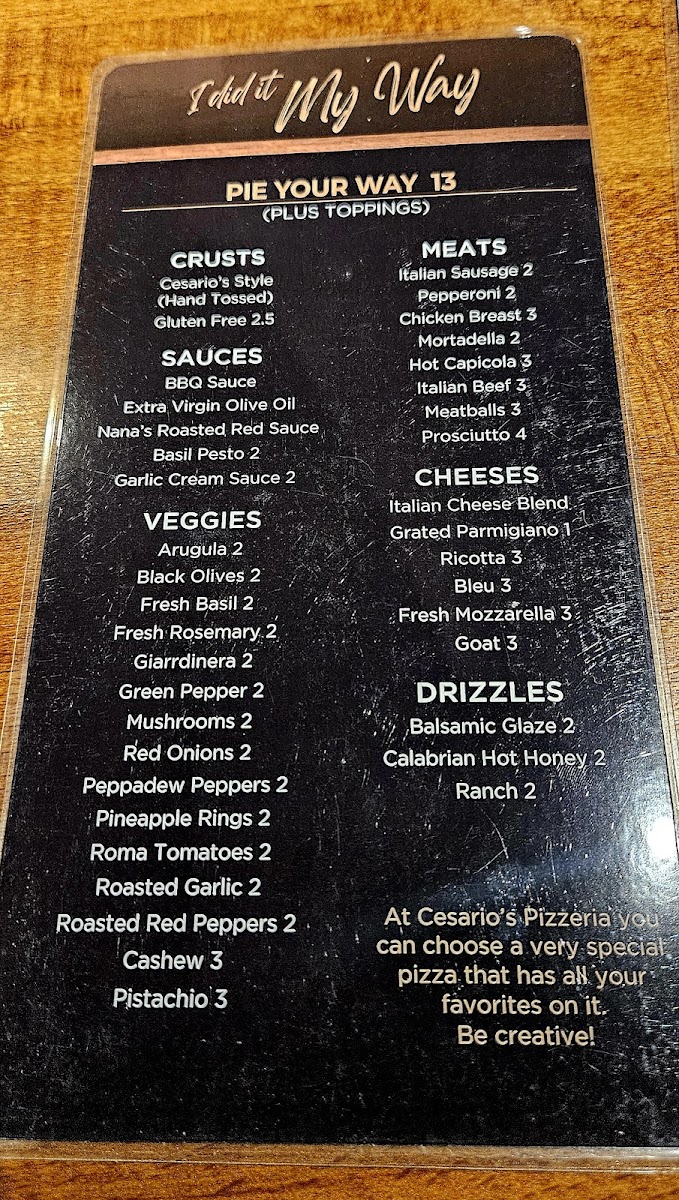 I did it My Way
PIE YOUR WAY 13
(PLUS TOPPINGS)
CRUSTS
Cesario's Style
(Hand Tossed)
Gluten Free 2.5
SAUCES
BBQ Sauce
Extra Virgin Olive Oil
Nana's Roasted Red Sauce
Basil Pesto 2
Garlic Cream Sauce 2
VEGGIES
Arugula 2
Black Olives 2
Fresh Basil 2
Fresh Rosemary 2
Giarrdinera 2
Green Pepper 2
Mushrooms 2
Red Onions 2
Peppadew Peppers 2
Pineapple Rings 2
Roma Tomatoes 2
Roasted Garlic 2
Roasted Red Peppers 2
Cashew 3
Pistachio 3
MEATS
Italian Sausage 2
Pepperoni 2
Chicken Breast 3
Mortadella 2
Hot Capicola 3
Italian Beef 3
Meatballs 3
Prosciutto 4
CHEESES
Italian Cheese Blend
Grated Parmigiano 1
Ricotta 3
Bleu 3
Fresh Mozzarella 3
Goat 3
DRIZZLES
Balsamic Glaze 2
Calabrian Hot Honey 2
Ranch 2
At Cesario's Pizzeria you
can choose a very special
pizza that has all your
favorites on it.
Be creative!